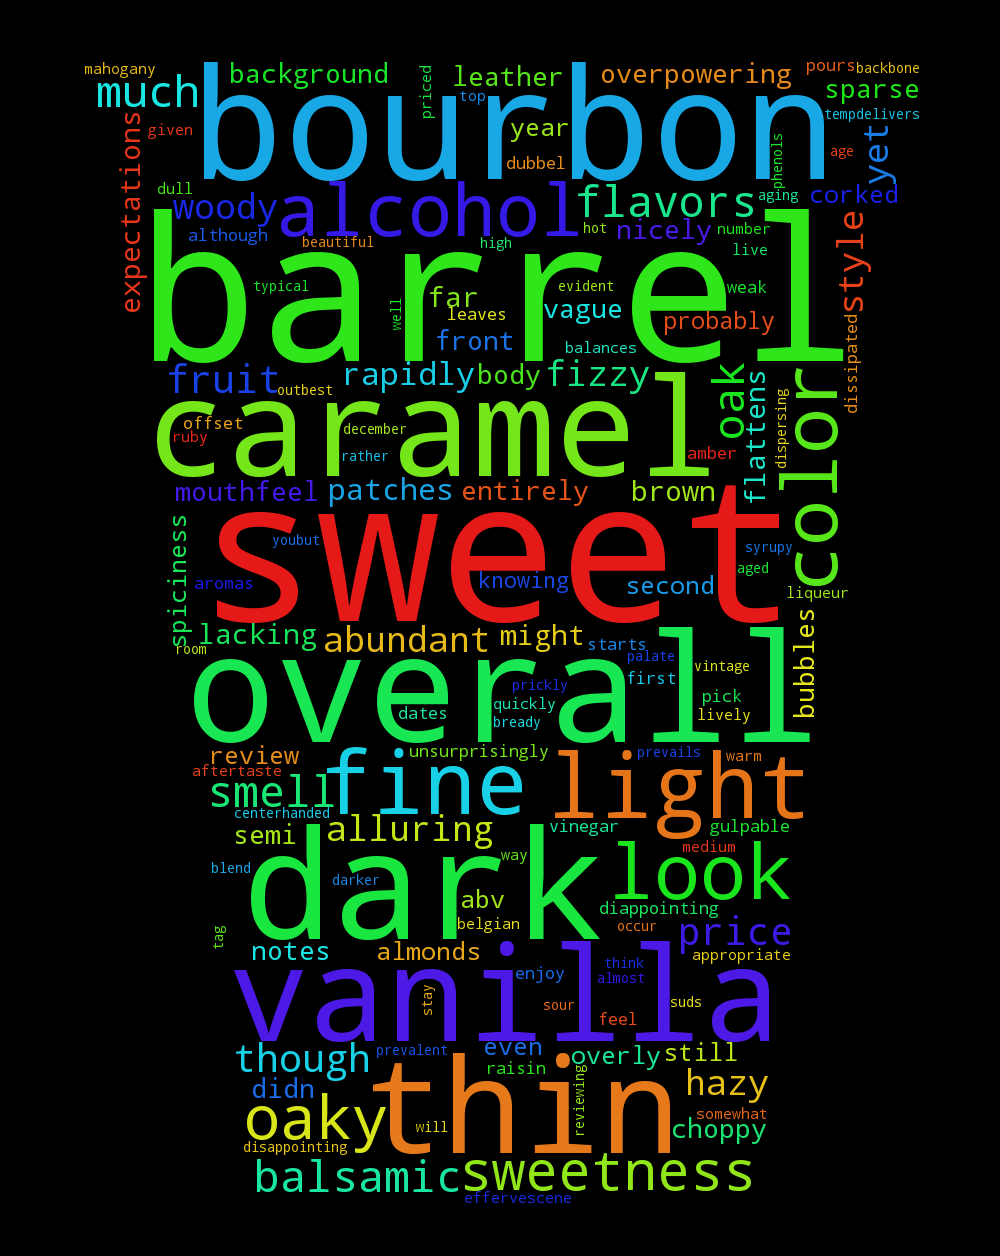 mahogany
background
priced
leather
overpowering
pours
backbone
much
bourbon
top
sparse
expectations
given
year
tempdelivers
yet
dubbel
phenols
age
dull
woody
alcohol
flavors
aging
corked
although
beautiful
high
hot
nicely
number
style
barrel
live
typical
well
far
leaves
evident
vague
weak
probably
front
balances
dissipated
fruit
outbest
rapidly
body
fizzy
oak
flattens
dispersing
color
caramel
offset
ruby
december
rather
amber
mouthfeel
patches
entirely
brown
spiciness
sweet
youbut
syrupy
aromas
knowing
second
aged
liqueur
room
lacking
abundant
might
starts
bubbles
overall
palate
vintage
first
prickly
quickly
dates
bready
pick
lively
review
unsurprisingly
prevails
warm
aftertaste
smell
fine
light
centerhanded
semi
alluring
vinegar
gulpable
dark
way
look
medium
blend
darker
abv
belgian
diappointing
occur
price
tag
notes
almonds
appropriate
vanilla
enjoy
think
almost
stay
sour
feel
suds
though
prevalent
even
overly
still
raisin
didn
thin
hazy
oaky
will
reviewing
somewhat
choppy
disappointing
balsamic
sweetness
effervescene